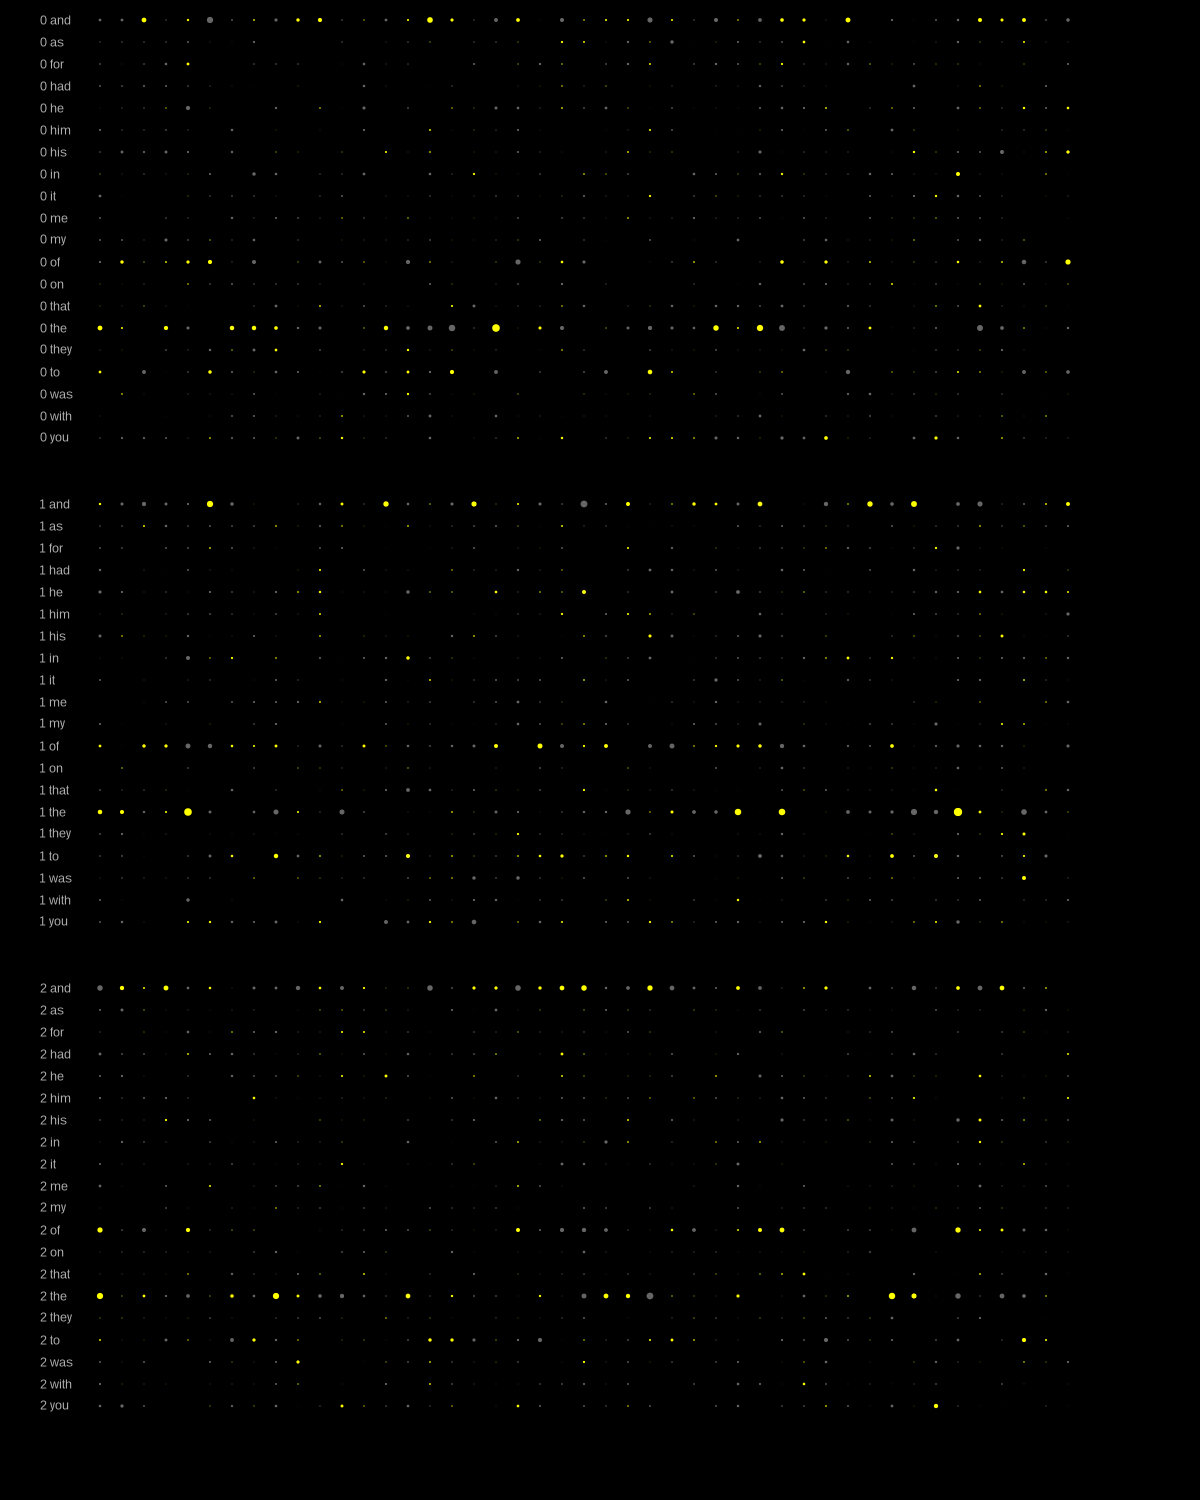 0 and
0 as
0 for
0 had
0 he
0 him
0 his
0 in
0 it
0 me
0 my
0 of
0 on
0 that
0 the
0 they
0 to
0 was
0 with
0 you
1 and
1 as
1 for
1 had
1 he
1 him
1 his
1 in
1 it
1 me
1 my
1 of
1 on
1 that
1 the
1 they
1 to
1 was
1 with
1 you
2 and
2 as
2 for
2 had
2 he
2 him
2 his
2 in
2 it
2 me
2 my
2 of
2 on
2 that
2 the
2 they
2 to
2 was
2 with
2 you